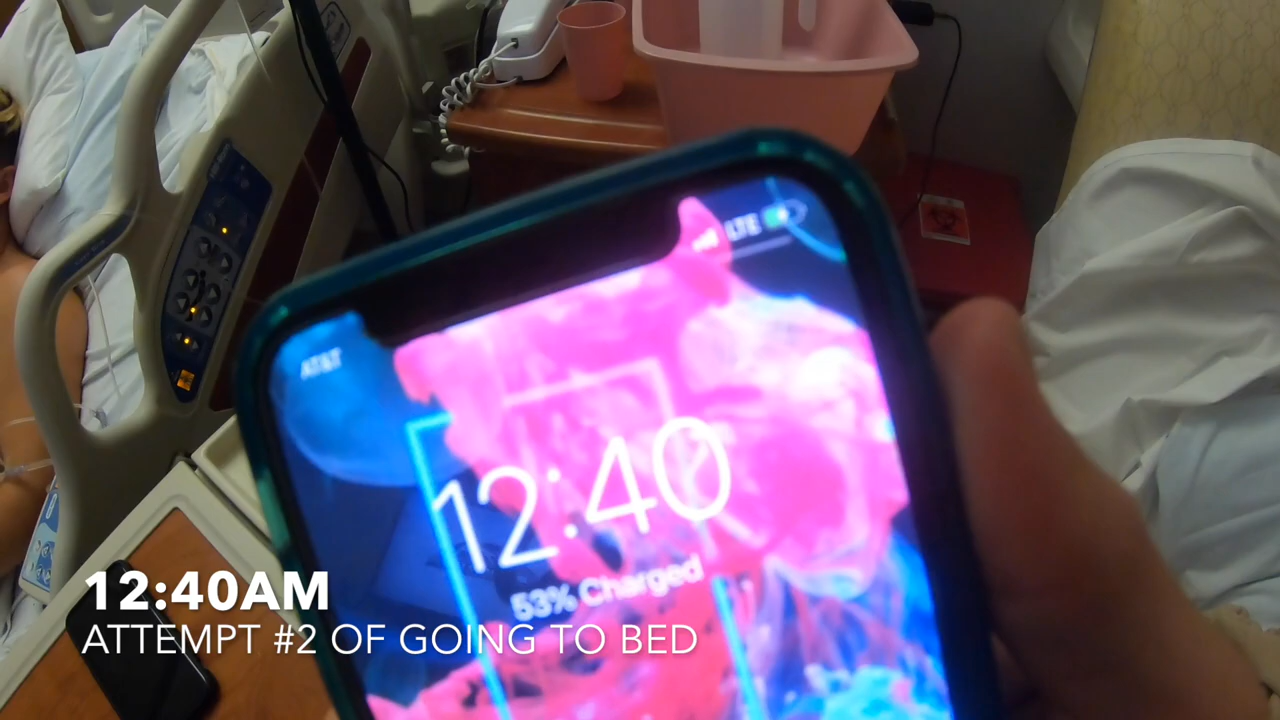 LTE
AT&T
12:40
53% Charged
12:40AM
ATTEMPT #2 OF GOING TO BED